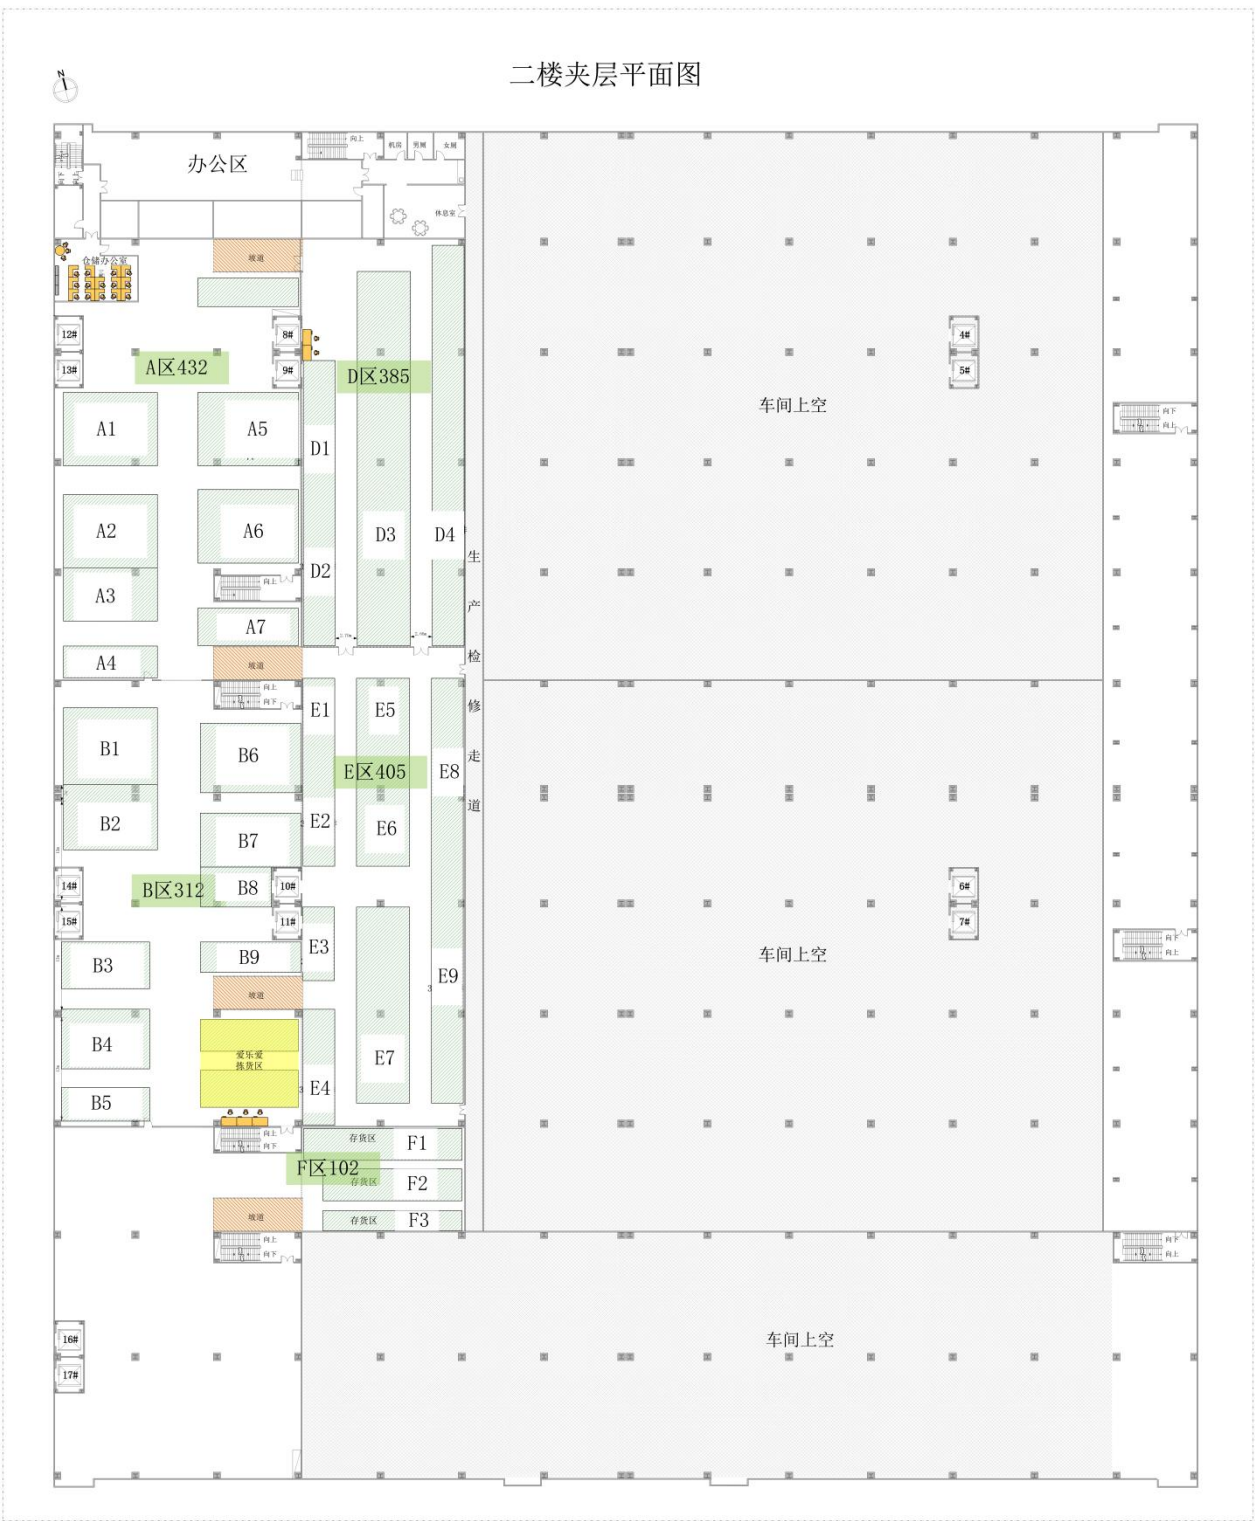 N
二楼夹层平面图
向上
机房
男厕
女厕
办公区
向下
向上
休息室
坡道
仓储办公室
12#
8#
4#
13#
9#
5#
A区432
D区385
车间上空
向下
向上
A1
A5
D1
A2
A6
D3
D4
生产检修走道
D2
向上
A3
A7
A4
坡道
向上
向下
E1
E5
B1
B6
E区405
E8
B2
B7
E2
E6
14#
B区312
B8
10#
6#
15#
11#
7#
向下
向上
E3
B9
车间上空
B3
E9
坡道
B4
爱乐爱
拣货区
E7
E4
B5
向上
向下
存货区
F1
F区102
存货区
F2
坡道
存货区
F3
向上
向下
向下
向上
16#
车间上空
17#